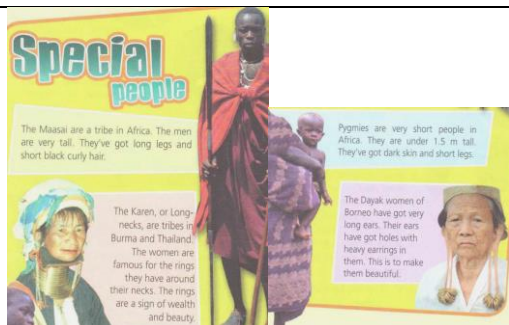 Special
people
The Maasai are a tribe in Africa. The men
are very tall. They've got long legs and
short black curly hair.
The Karen, or Long-
necks, are tribes in
Burma and Thailand.
The women are
famous for the rings
they have around
their necks. The rings
are a sign of wealth
and beauty.
Pygmies are very short people in
Africa. They are under 1.5 m tall.
They've got dark skin and short legs.
The Dayak women of
Borneo have got very
long ears. Their ears
have got holes with
heavy earrings in
them. This is to make
them beautiful.